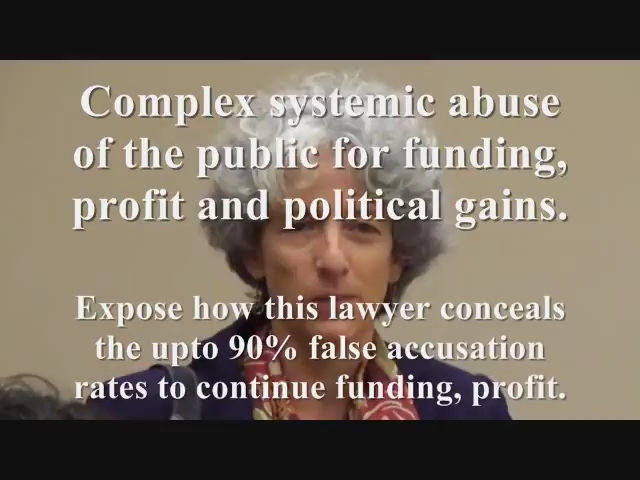 Complex systemic abuse
of the public for funding,
profit and political gains.
Expose how this lawyer conceals
the upto 90% false accusation
rates to continue funding, profit.